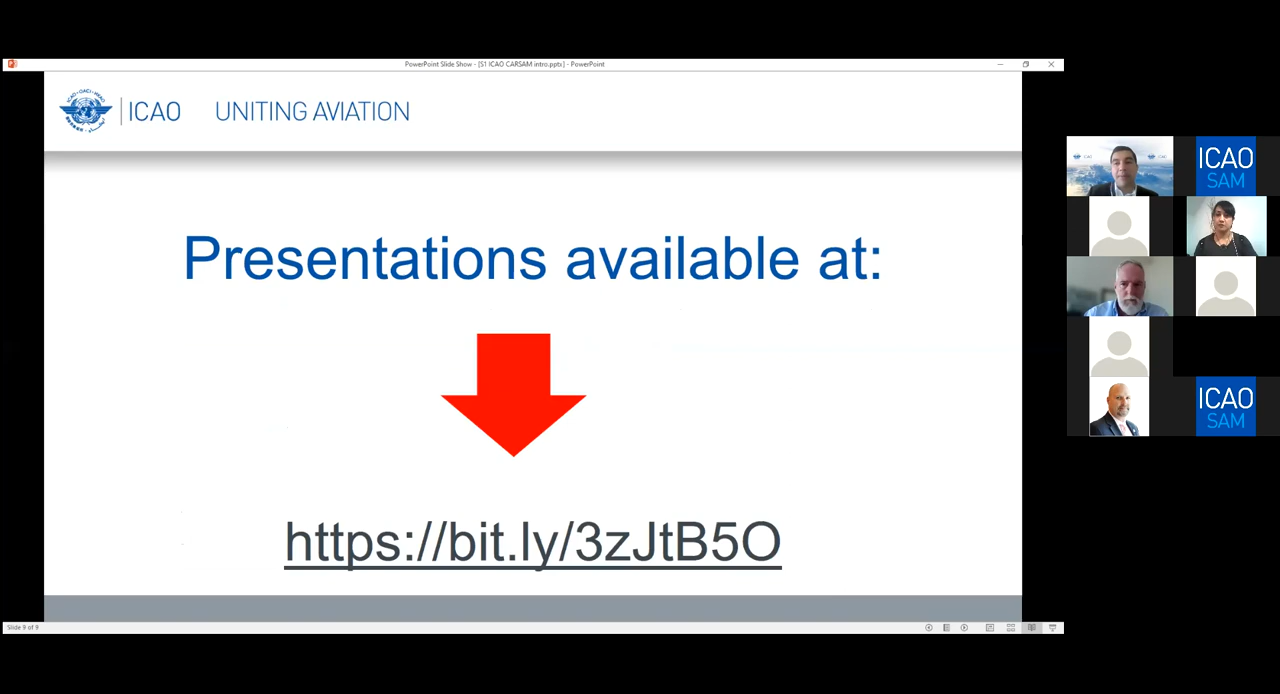 PowerPoint Slide Show - [S1 ICAO CARSAM intro.pptx] - PowerPoint
ICAO UNITING AVIATION
Presentations available at:
https://bit.ly/3zJtB5O
Slide 9 of 9
ICAO
SAM
ICAO
SAM